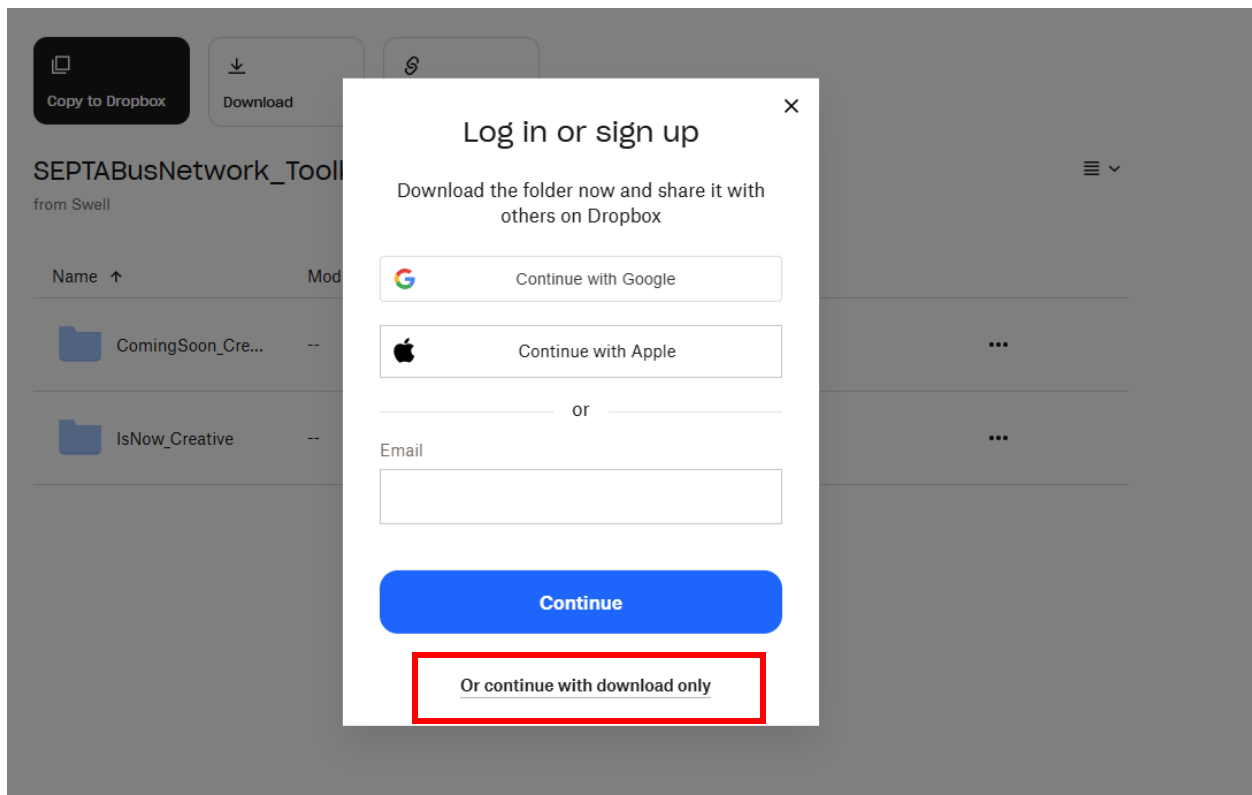 Copy to Dropbox
Download
SEPTABusNetwork_Tool
from Swell
Name
Mod
ComingSoon_Cre...
--
IsNow_Creative
--
Log in or sign up
Download the folder now and share it with
others on Dropbox
Continue with Google
Continue with Apple
or
Email
Continue
Or continue with download only